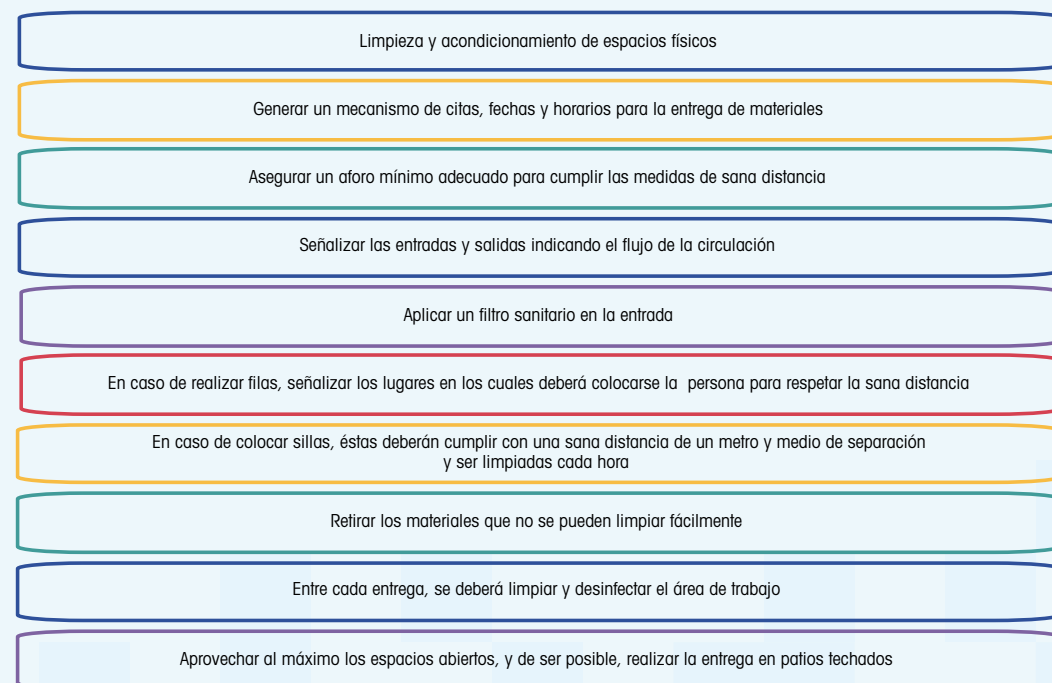 Limpieza y acondicionamiento de espacios físicos
Generar un mecanismo de citas, fechas y horarios para la entrega de materiales
Asegurar un aforo mínimo adecuado para cumplir las medidas de sana distancia
Señalizar las entradas y salidas indicando el flujo de la circulación
Aplicar un filtro sanitario en la entrada
En caso de realizar filas, señalizar los lugares en los cuales deberá colocarse la persona para respetar la sana distancia
En caso de colocar sillas, éstas deberán cumplir con una sana distancia de un metro y medio de separación
y ser limpiadas cada hora
Retirar los materiales que no se pueden limpiar fácilmente
Entre cada entrega, se deberá limpiar y desinfectar el área de trabajo
Aprovechar al máximo los espacios abiertos, y de ser posible, realizar la entrega en patios techados